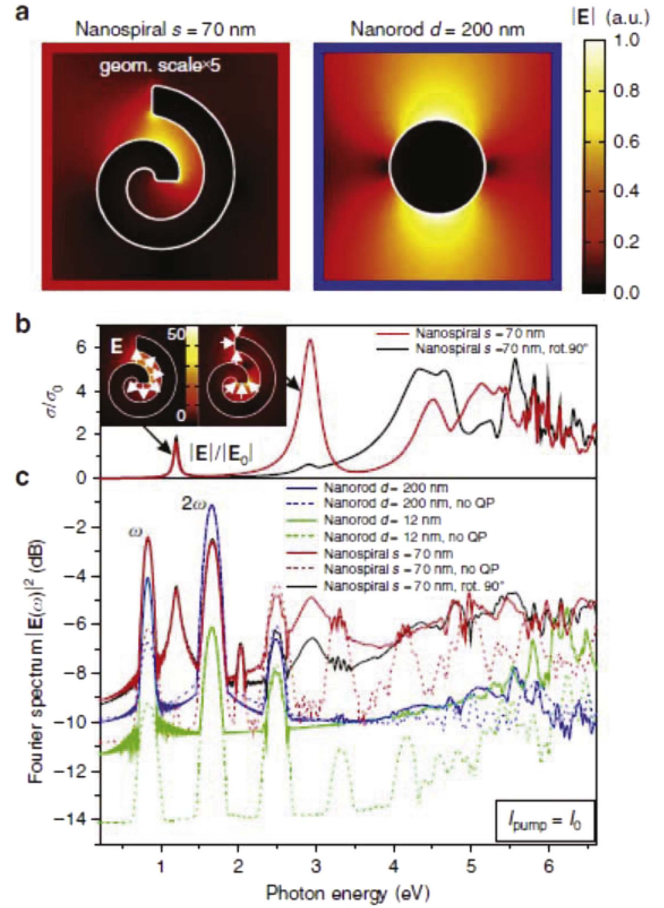 a
Nanospiral s = 70 nm
Nanorod d = 200 nm
|E| (a.u.)
geom. scale×5
1.0
0.8
0.6
0.4
0.2
0.0
b
6
4
2
0
σ/σ0
E
50
0
|E|/|E0|
Nanospiral s = 70 nm
Nanospiral s = 70 nm, rot.90°
c
Nanorod d = 200 nm
Nanorod d = 200 nm, no QP
Nanorod d = 12 nm
Nanorod d = 12 nm, no QP
Nanospiral s = 70 nm
Nanospiral s = 70 nm, no QP
Nanospiral s = 70 nm, rot. 90°
ω
2ω
Fourier spectrum |E(ω)|² (dB)
−2
−4
−6
−8
−10
−12
−14
Ipump = I0
1 2 3 4 5 6
Photon energy (eV)